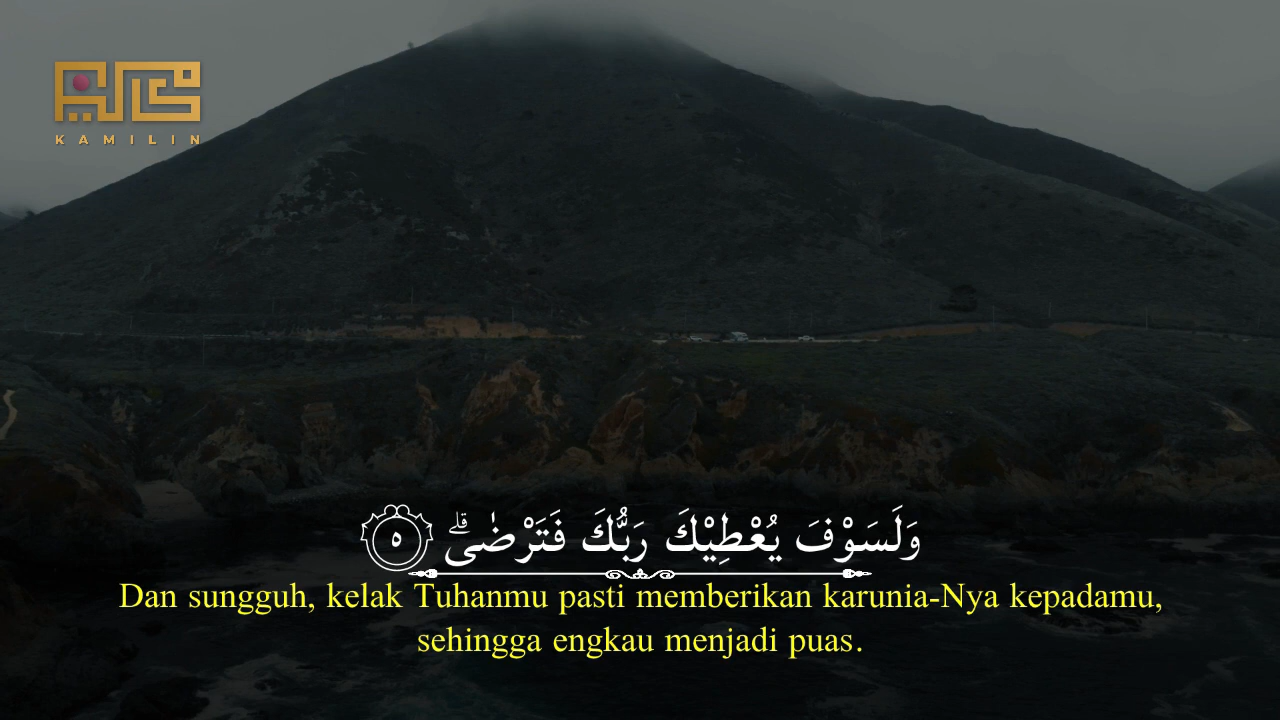 KAMILIN
وَلَسَوْفَ يُعْطِيْكَ رَبُّكَ فَتَرْضٰىۗ ٥
Dan sungguh, kelak Tuhanmu pasti memberikan karunia-Nya kepadamu,
sehingga engkau menjadi puas.